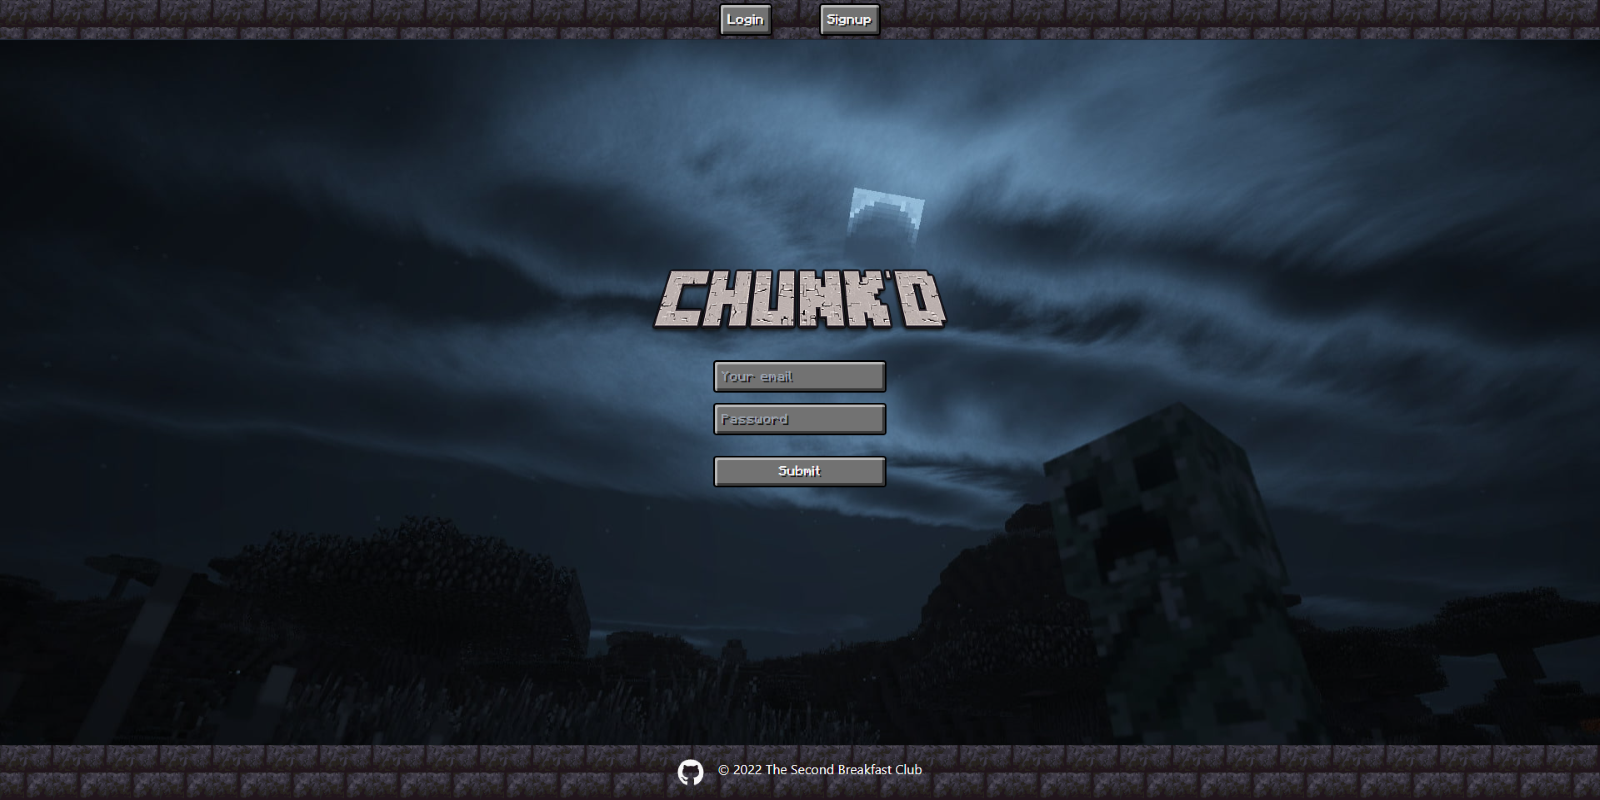 Login
Signup
CHUNK'D
Your email
Password
Submit
© 2022 The Second Breakfast Club